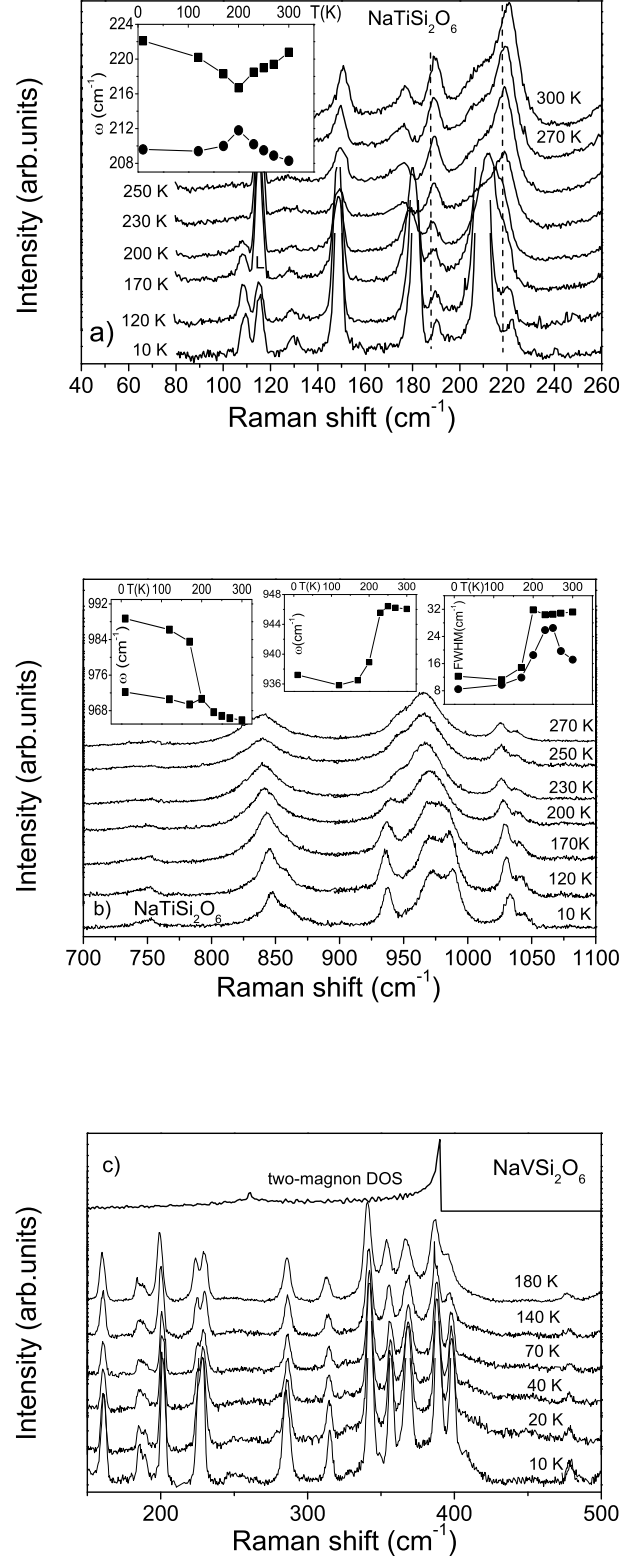 0 100 200 300 T(K)
NaTiSi2O6
224
220
216
212
208
ω (cm-1)
300 K
270 K
250 K
230 K
200 K
170 K
120 K
10 K
L
a)
Intensity (arb.units)
40 60 80 100 120 140 160 180 200 220 240 260
Raman shift (cm-1)
0 T(K) 100 200 300
992
984
976
968
ω (cm-1)
0 T(K) 100 200 300
948
944
940
936
ω(cm-1)
0 T(K) 100 200 300
32
24
16
8
FWHM(cm-1)
270 K
250 K
230 K
200 K
170K
120 K
10 K
b) NaTiSi2O6
Intensity (arb.units)
700 750 800 850 900 950 1000 1050 1100
Raman shift (cm-1)
c)
two-magnon DOS
NaVSi2O6
180 K
140 K
70 K
40 K
20 K
10 K
Intensity (arb.units)
200 300 400 500
Raman shift (cm-1)